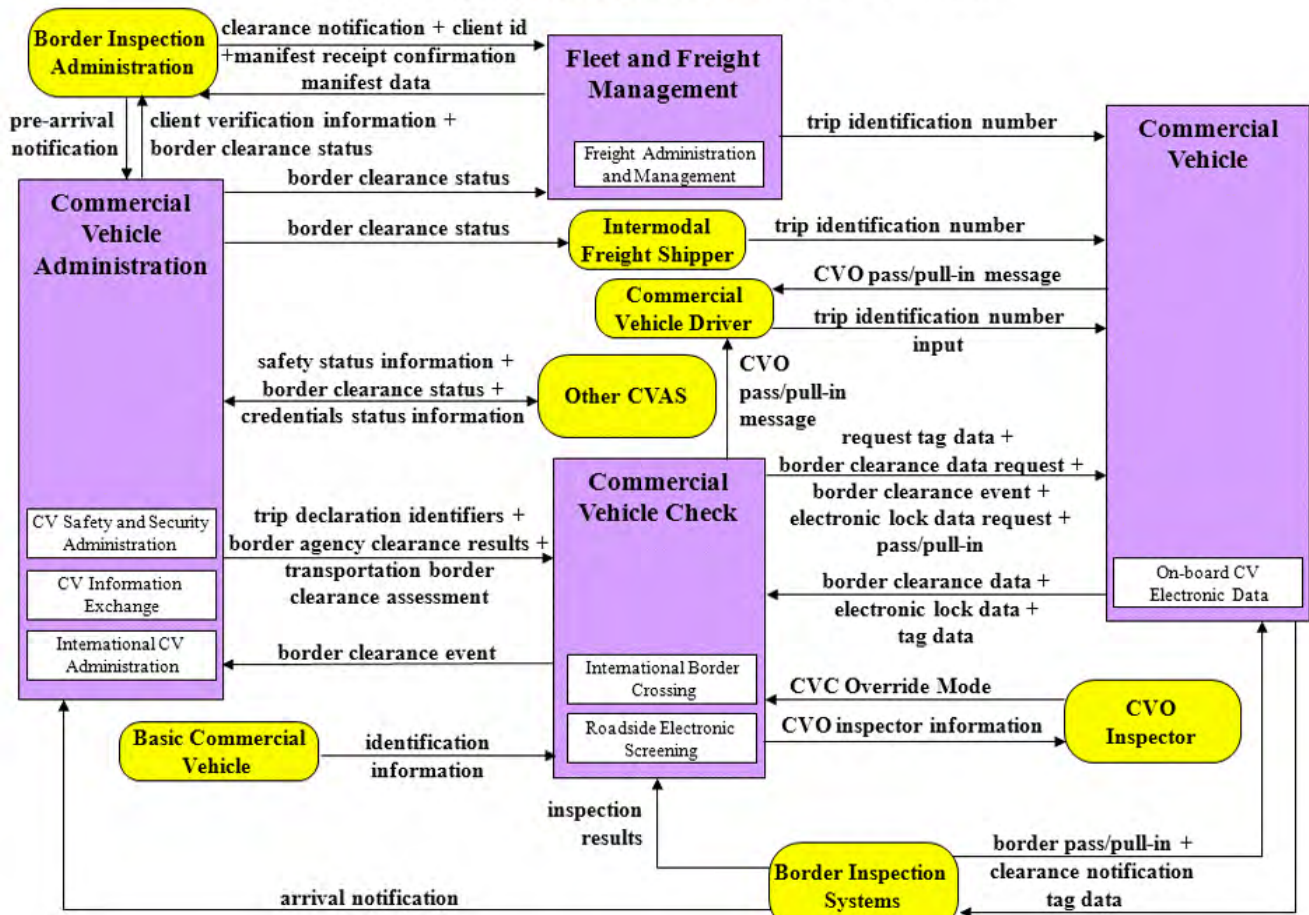 Border Inspection
Administration
clearance notification + client id
+manifest receipt confirmation
manifest data
Fleet and Freight
Management
Freight Administration
and Management
pre-arrival
notification
client verification information +
border clearance status
trip identification number
Commercial
Vehicle
Commercial
Vehicle
Administration
border clearance status
border clearance status
Intermodal
Freight Shipper
trip identification number
CVO pass/pull-in message
Commercial
Vehicle Driver
trip identification number
input
safety status information +
border clearance status +
credentials status information
Other CVAS
CVO
pass/pull-in
message
request tag data +
border clearance data request +
border clearance event +
electronic lock data request +
pass/pull-in
Commercial
Vehicle Check
CV Safety and Security
Administration
CV Information
Exchange
International CV
Administration
trip declaration identifiers +
border agency clearance results +
transportation border
clearance assessment
border clearance data +
electronic lock data +
tag data
On-board CV
Electronic Data
border clearance event
International Border
Crossing
Roadside Electronic
Screening
CVC Override Mode
CVO inspector information
CVO
Inspector
Basic Commercial
Vehicle
identification
information
inspection
results
border pass/pull-in +
clearance notification
tag data
Border Inspection
Systems
arrival notification